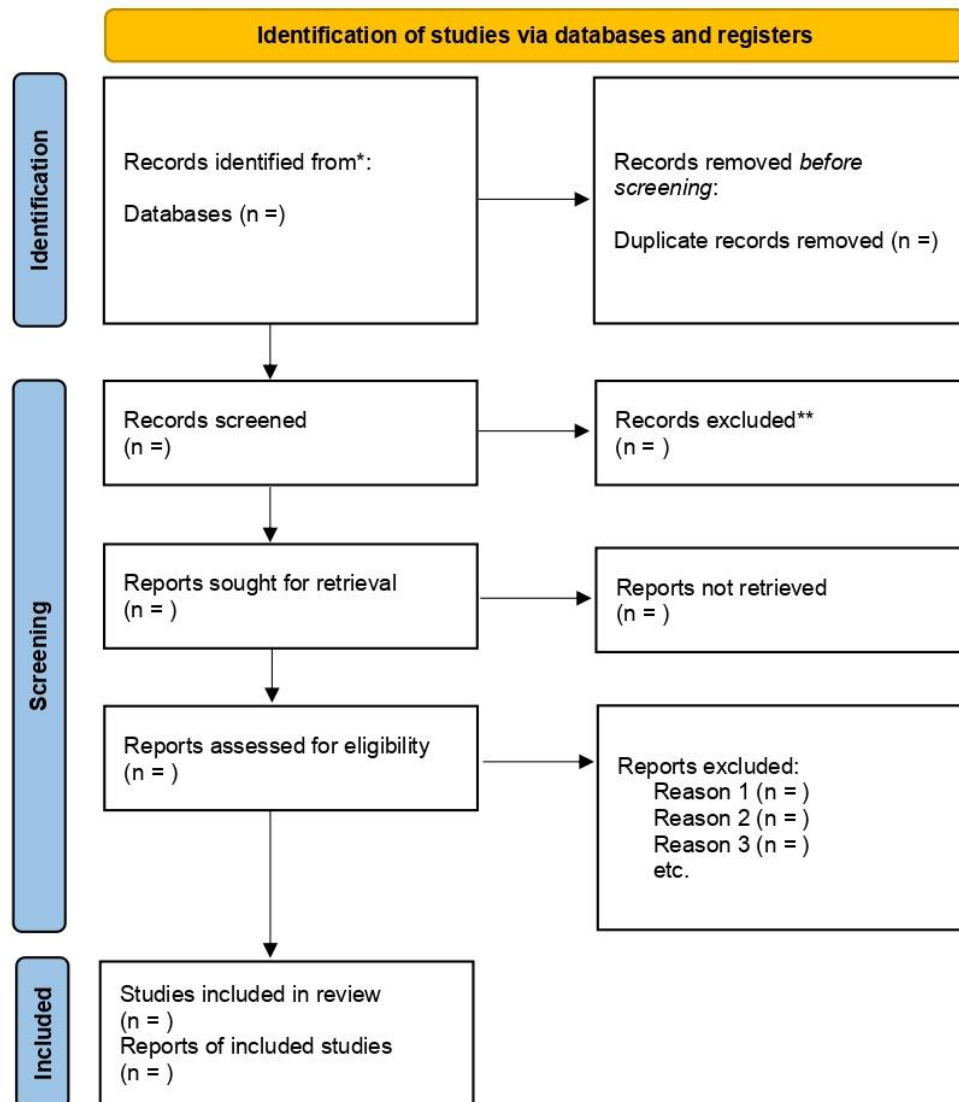 Identification of studies via databases and registers
Identification
Records identified from*:
Databases (n =)
Records removed before
screening:
Duplicate records removed (n =)
Screening
Records screened
(n =)
Records excluded**
(n = )
Reports sought for retrieval
(n = )
Reports not retrieved
(n = )
Reports assessed for eligibility
(n = )
Reports excluded:
Reason 1 (n = )
Reason 2 (n = )
Reason 3 (n = )
etc.
Included
Studies included in review
(n = )
Reports of included studies
(n = )